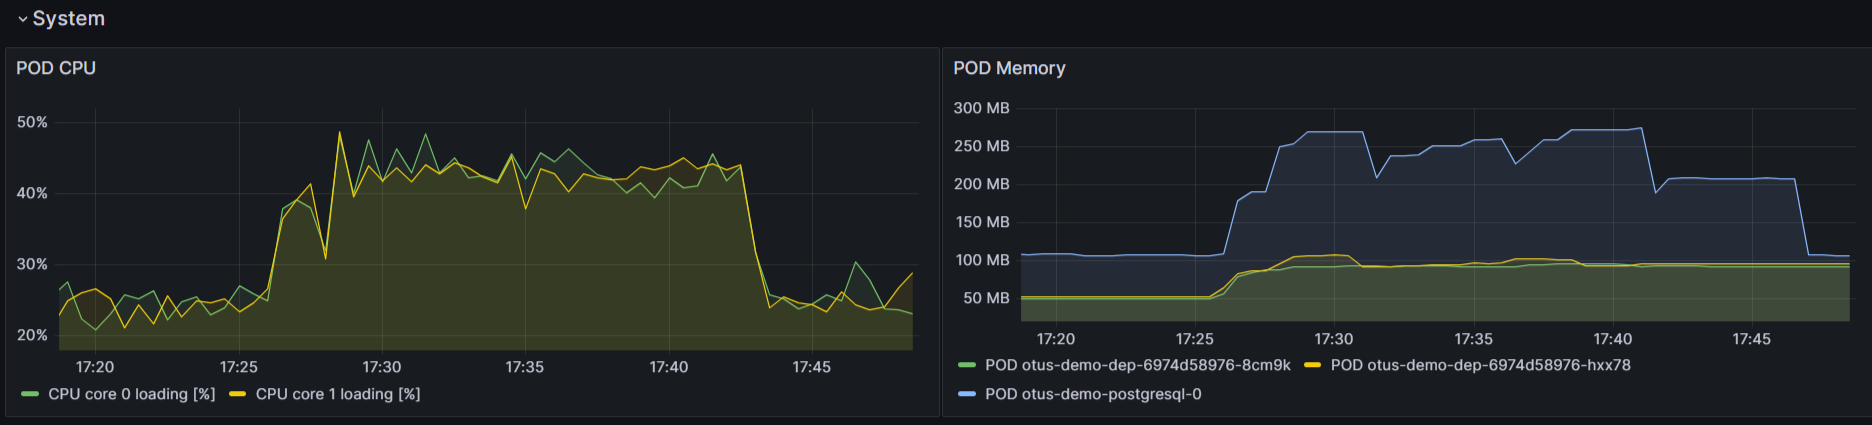 System
POD CPU
50%
40%
30%
20%
17:20 17:25 17:30 17:35 17:40 17:45
CPU core 0 loading [%] CPU core 1 loading [%]
POD Memory
300 MB
250 MB
200 MB
150 MB
100 MB
50 MB
17:20 17:25 17:30 17:35 17:40 17:45
POD otus-demo-dep-6974d58976-8cm9k POD otus-demo-dep-6974d58976-hxx78
POD otus-demo-postgresql-0